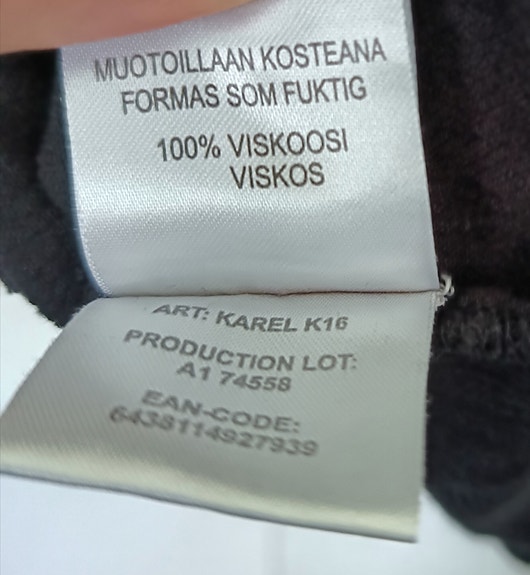 MUOTOILLAAN KOSTEANA
FORMAS SOM FUKTIG
100% VISKOOSI
VISKOS
ART: KAREL K16
PRODUCTION LOT:
A1 74558
EAN-CODE:
6438114927939